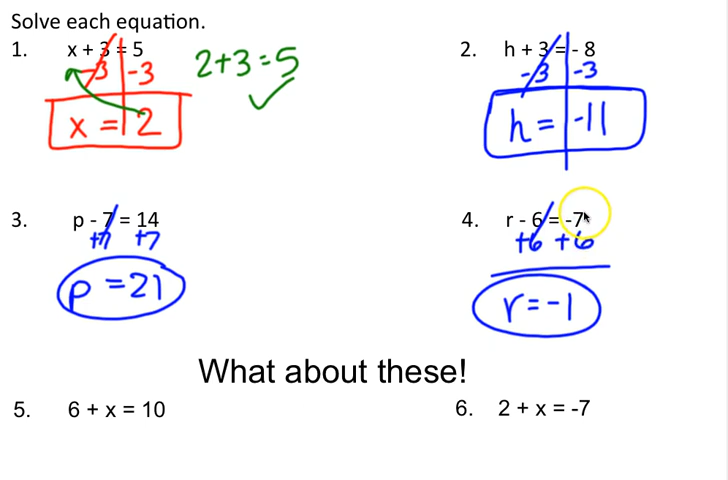 Solve each equation.
1. x + 3 = 5
-3 -3
x = 2
2+3=5
2. h + 3 = - 8
-3 -3
h = -11
3. p - 7 = 14
+7 +7
p = 21
4. r - 6 = -7
+6 +6
r = -1
What about these!
5. 6 + x = 10
6. 2 + x = -7